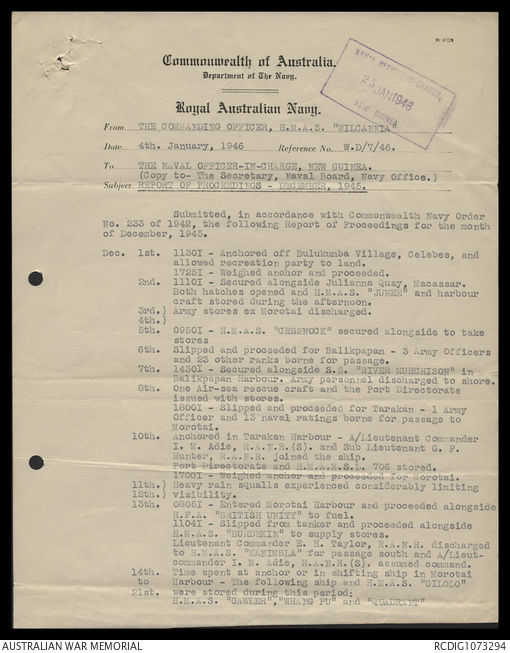 Commonwealth of Australia.
Department of The Navy.
Royal Australian Navy.
NAVAL OFFICER-IN-CHARGE,
25 JAN 1946
NEW GUINEA
From THE COMMANDING OFFICER, H.M.A.S. "WILCANNIA"
Date 4th. January, 1946 Reference No. W.D/7/46.
To THE NAVAL OFFICER-IN-CHARGE, NEW GUINEA.
(Copy to- The Secretary, Naval Board, Navy Office.)
Subject REPORT OF PROCEEDINGS - DECEMBER, 1945.
Submitted, in accordance with Commonwealth Navy Order
No. 233 of 1942, the following Report of Proceedings for the month
of December, 1945.
Dec. 1st. 1130I - Anchored off Bulukumba Village, Celebes, and
allowed recreation party to land.
1725I - Weighed anchor and proceeded.
2nd. 1110I - Secured alongside Julianna Quay, Macassar.
Both hatches opened and H.M.A.S. "JUNEE" and harbour
craft stored during the afternoon.
3rd.) Army stores ex Morotai discharged.
4th.)
5th. 0950I - H.M.A.S. "CESSNOCK" secured alongside to take
stores
6th. Slipped and proceeded for Balikpapan - 3 Army Officers
and 23 other ranks borne for passage.
7th. 1430I - Secured alongside S.S. "RIVER MURCHISON" in
Balikpapan Harbour. Army personnel discharged to shore.
8th. One Air-sea rescue craft and the Port Directorate
issued with stores.
1800I - Slipped and proceeded for Tarakan - 1 Army
Officer and 13 naval ratings borne for passage to
Morotai.
10th. Anchored in Tarakan Harbour - A/Lieutenant Commander
I. M. Adie, R.A.N.R.(S). and Sub Lieutenant G. F.
Hunter, R.A.N.R. joined the ship.
Port Directorate and H.M.A.M.S.L. 706 stored.
1700I - Weighed anchor and proceeded for Morotai.
11th.) Heavy rain squalls experienced considerably limiting
12th.) visibility.
13th. 0805I - Entered Morotai Harbour and proceeded alongside
R.F.A. "BRITISH UNITY" to fuel.
1104I - Slipped from tanker and proceeded alongside
H.M.A.S. "BURDEKIN" to supply stores.
Lieutenant Commander E. H. Taylor, R.A.N.R. discharged
to H.M.A.S. "KANIMBLA" for passage south and A/Lieut-
commander I. M. Adie, R.A.N.R.(S). assumed command.
14th. Time spent at anchor or in shifting ship in Morotai
to Harbour - The following ship and H.M.A.S. "GILOLO"
21st. were stored during this period;
H.M.A.S. "GAWLER", "WHANG PU" and "QUADRANT"
AUSTRALIAN WAR MEMORIAL
RCDIG1073294